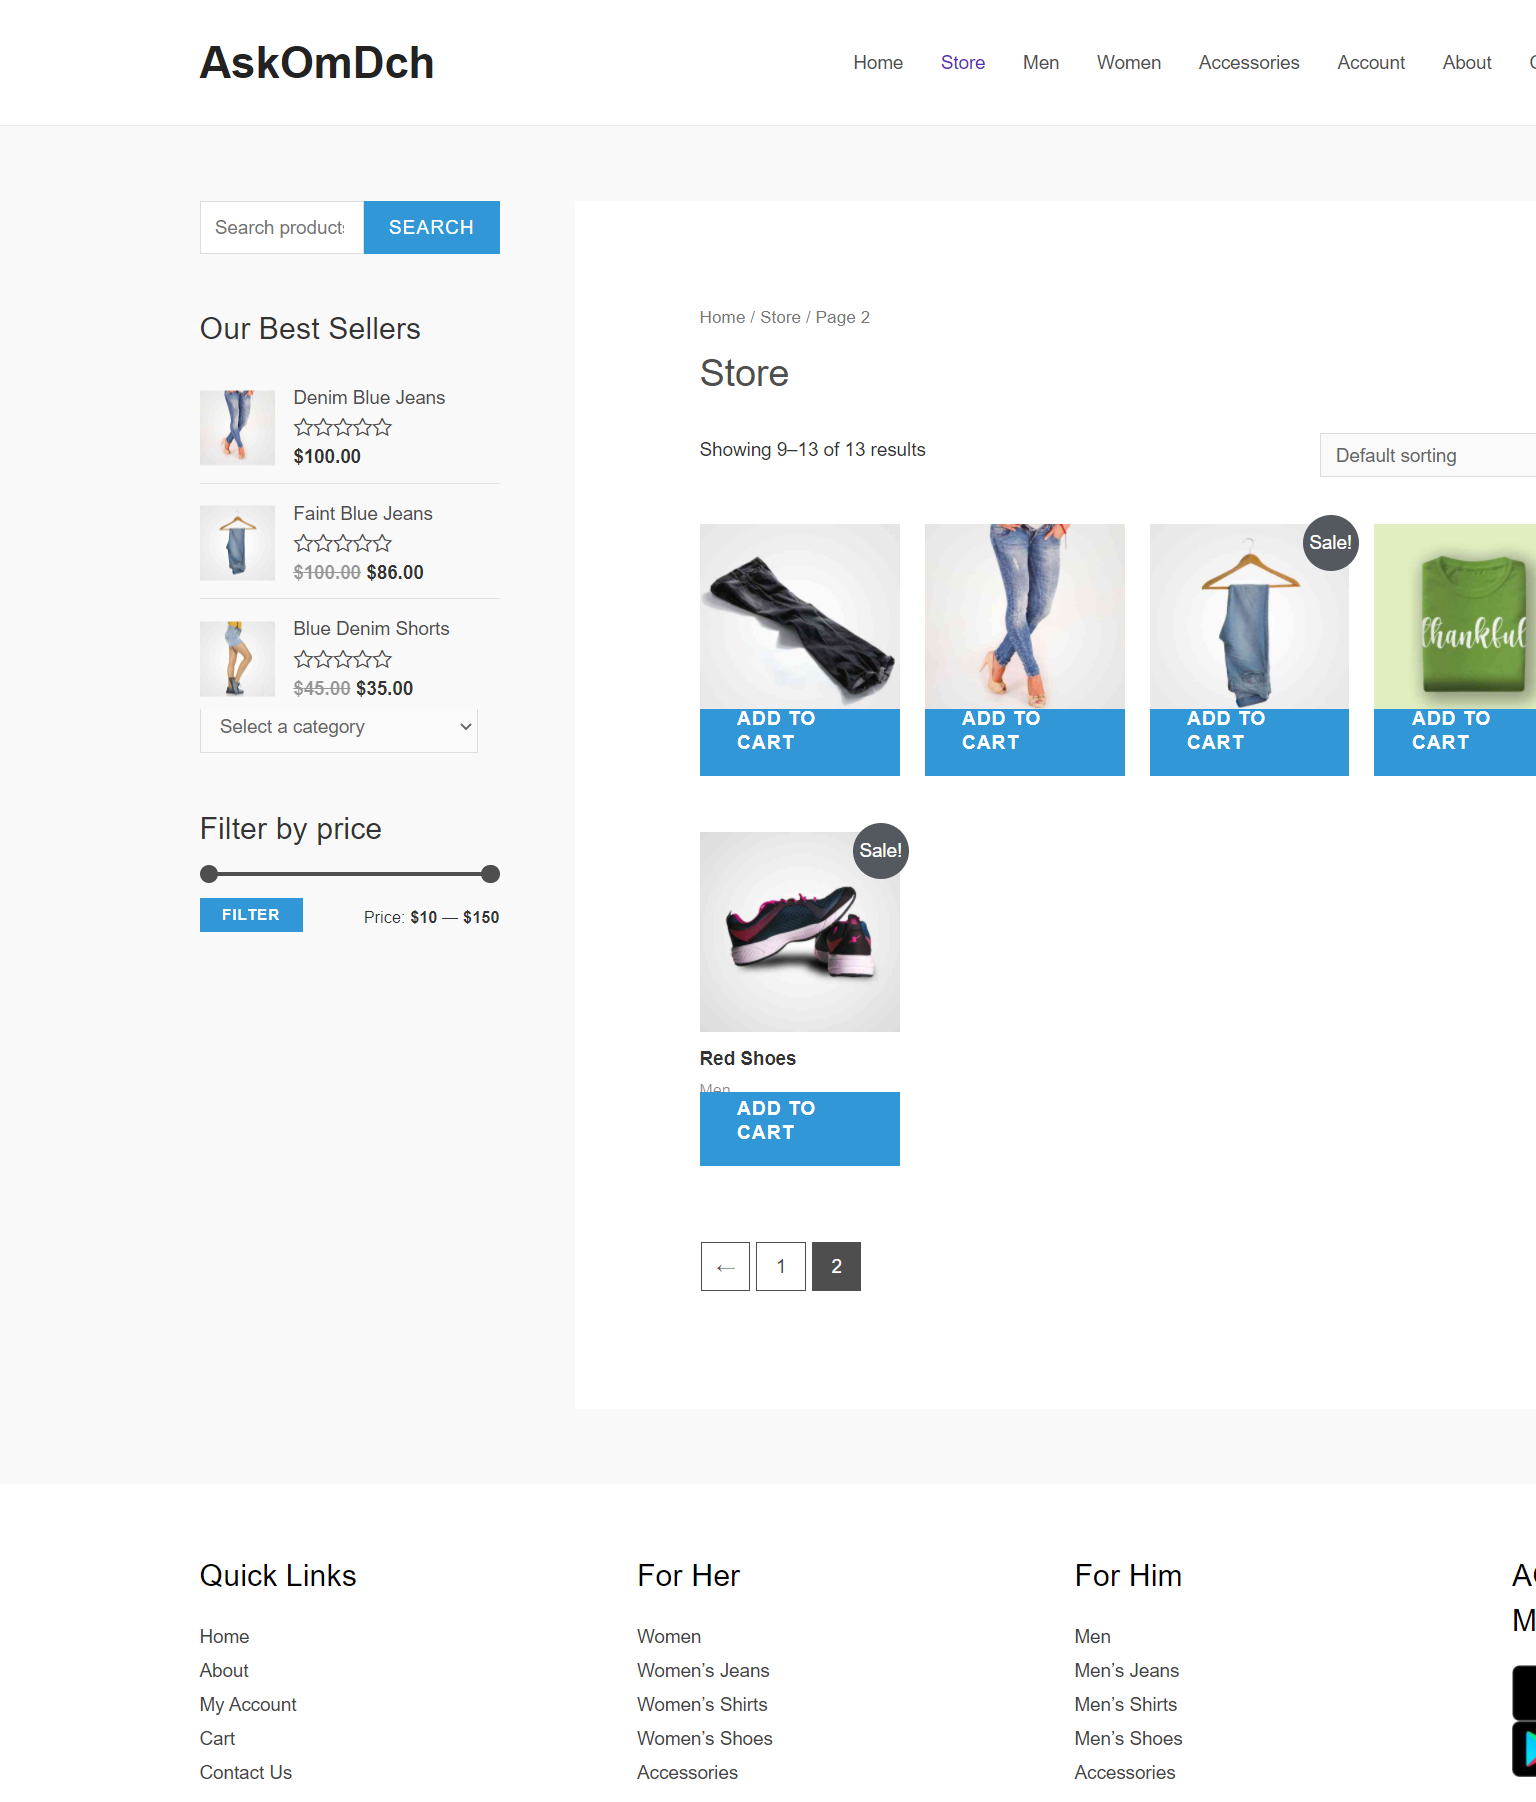 AskOmDch
Home Store Men Women Accessories Account About
Search products SEARCH
Our Best Sellers
Denim Blue Jeans
$100.00
Faint Blue Jeans
$100.00 $86.00
Blue Denim Shorts
$45.00 $35.00
Select a category
Filter by price
FILTER Price: $10 — $150
Home / Store / Page 2
Store
Showing 9–13 of 13 results
Default sorting
Sale!
thankful
ADD TO
CART
ADD TO
CART
ADD TO
CART
ADD TO
CART
Sale!
Red Shoes
Men
ADD TO
CART
← 1 2
Quick Links
Home
About
My Account
Cart
Contact Us
For Her
Women
Women’s Jeans
Women’s Shirts
Women’s Shoes
Accessories
For Him
Men
Men’s Jeans
Men’s Shirts
Men’s Shoes
Accessories